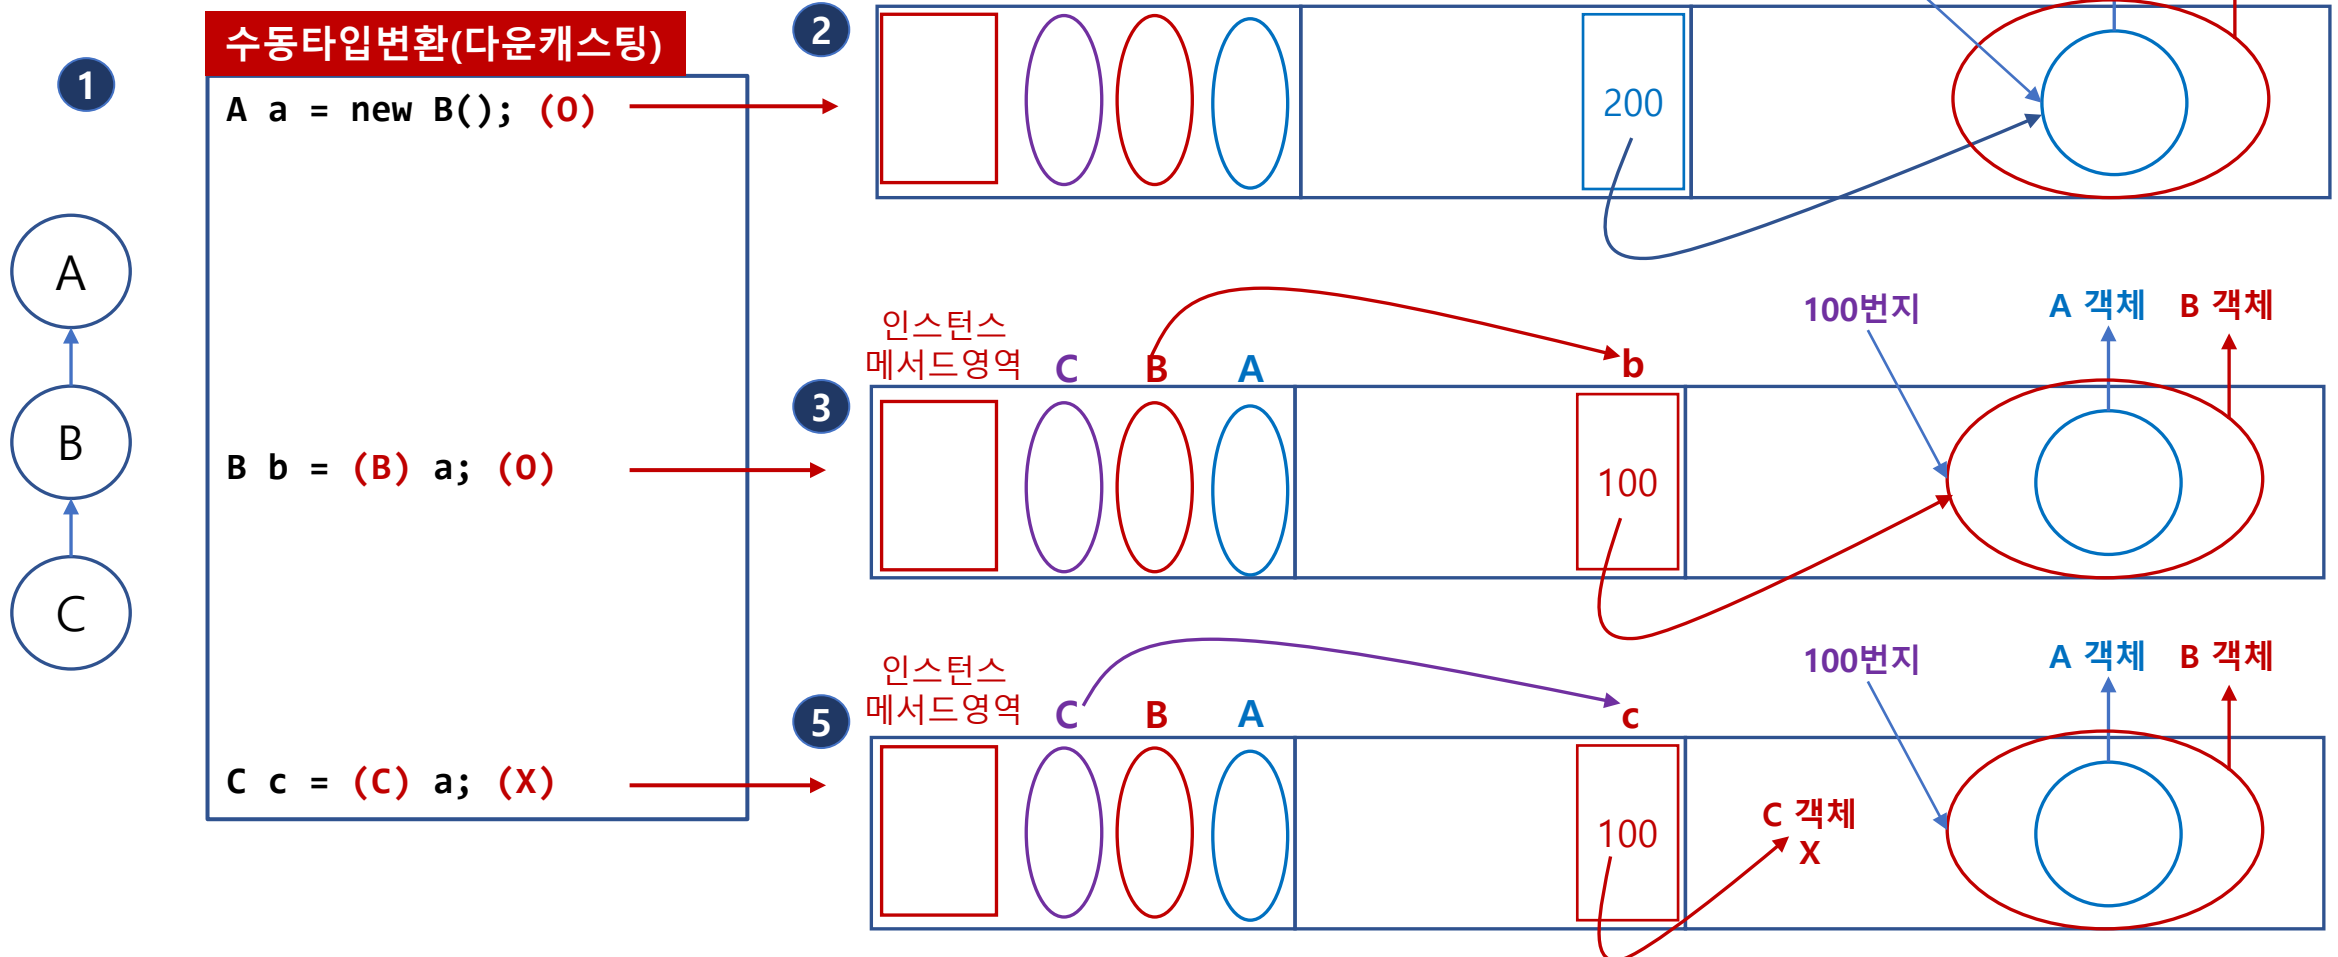 1
수동타입변환(다운캐스팅)
A a = new B(); (O)
B b = (B) a; (O)
C c = (C) a; (X)
A
B
C
2
200
3
인스턴스
메서드영역
C B A
b
100
100번지
A 객체 B 객체
5
인스턴스
메서드영역
C B A
c
100
C 객체
X
100번지
A 객체 B 객체